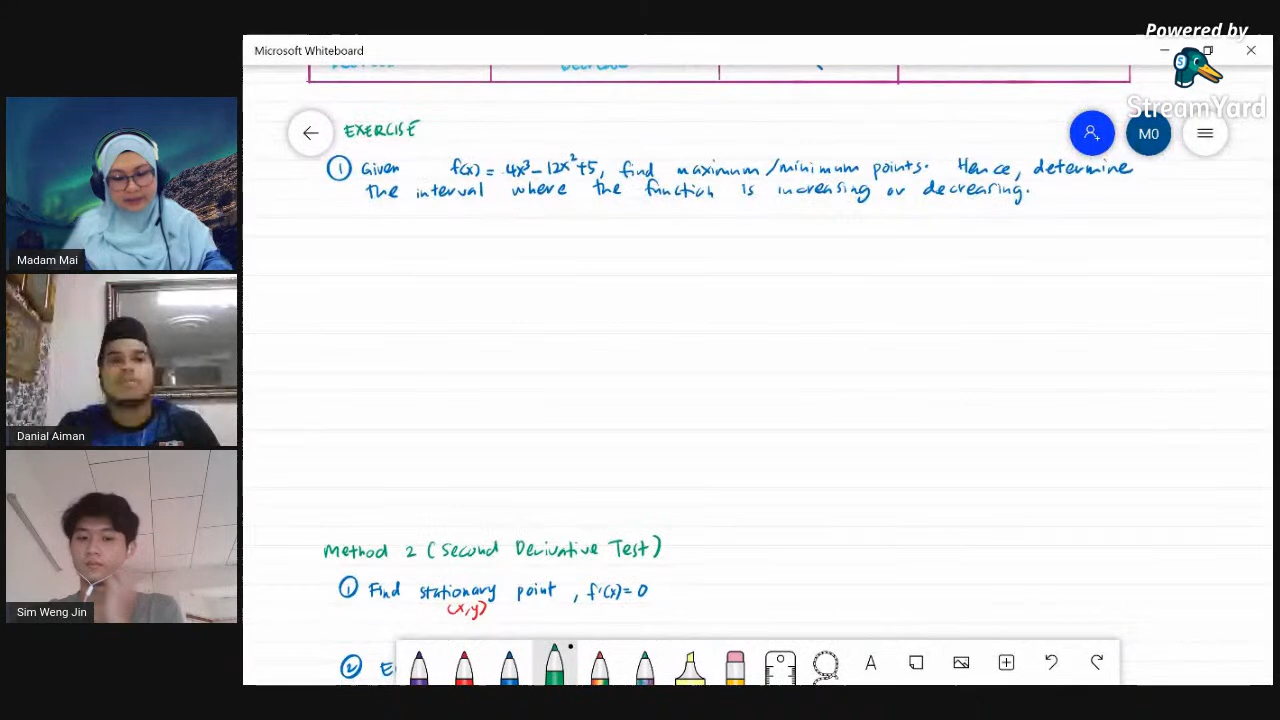 Powered by
StreamYard
Microsoft Whiteboard
EXERCISE
M0
① Given f(x) = 4x³ - 12x² + 5, find maximum / minimum points. Hence, determine
the interval where the function is increasing or decreasing.
Madam Mai
Danial Aiman
Sim Weng Jin
Method 2 (Second Derivative Test)
① Find stationary point, f'(x) = 0
(x,y)
②
A